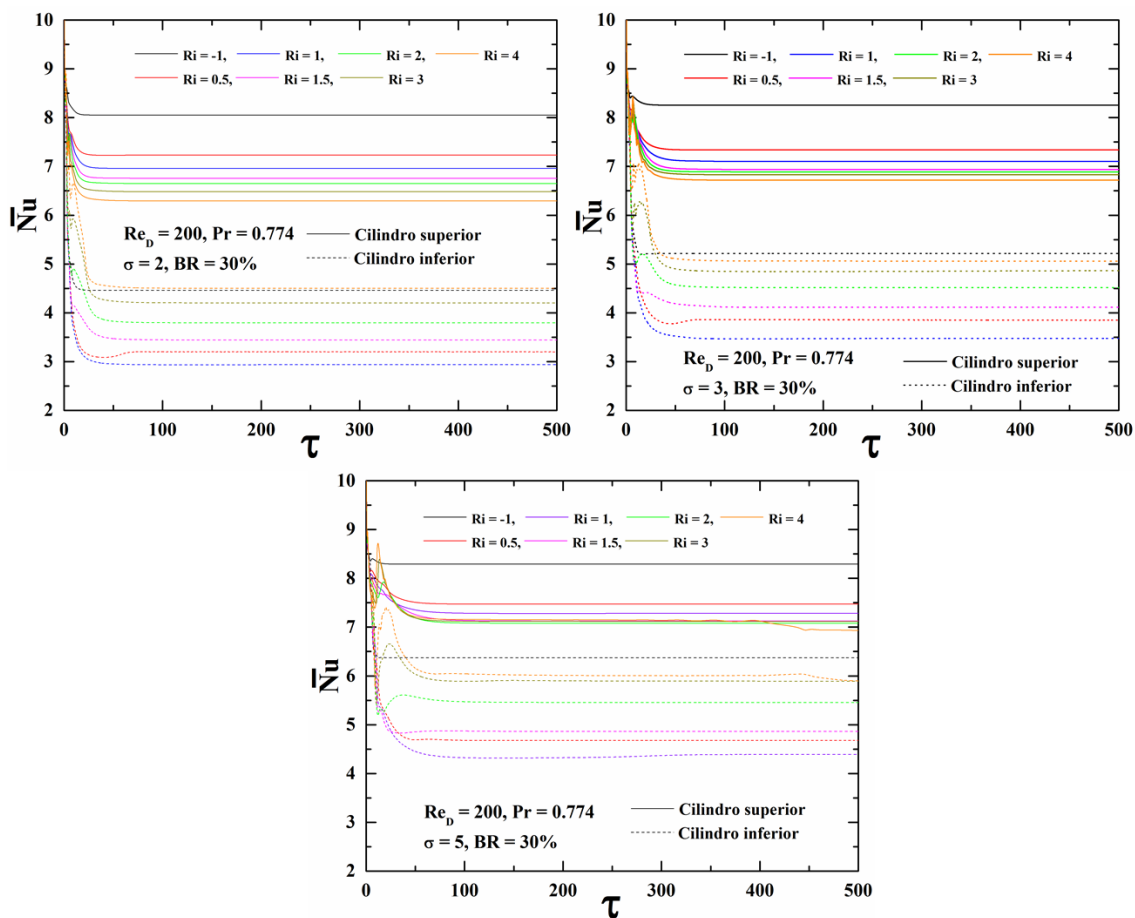 10
9
8
7
6
5
4
3
2
N̅u
Ri = -1, Ri = 1, Ri = 2, Ri = 4
Ri = 0.5, Ri = 1.5, Ri = 3
Re_D = 200, Pr = 0.774
σ = 2, BR = 30%
Cilindro superior
Cilindro inferior
0 100 200 300 400 500
τ
10
9
8
7
6
5
4
3
2
N̅u
Ri = -1, Ri = 1, Ri = 2, Ri = 4
Ri = 0.5, Ri = 1.5, Ri = 3
Re_D = 200, Pr = 0.774
σ = 3, BR = 30%
Cilindro superior
Cilindro inferior
0 100 200 300 400 500
τ
10
9
8
7
6
5
4
3
2
N̅u
Ri = -1, Ri = 1, Ri = 2, Ri = 4
Ri = 0.5, Ri = 1.5, Ri = 3
Re_D = 200, Pr = 0.774
σ = 5, BR = 30%
Cilindro superior
Cilindro inferior
0 100 200 300 400 500
τ